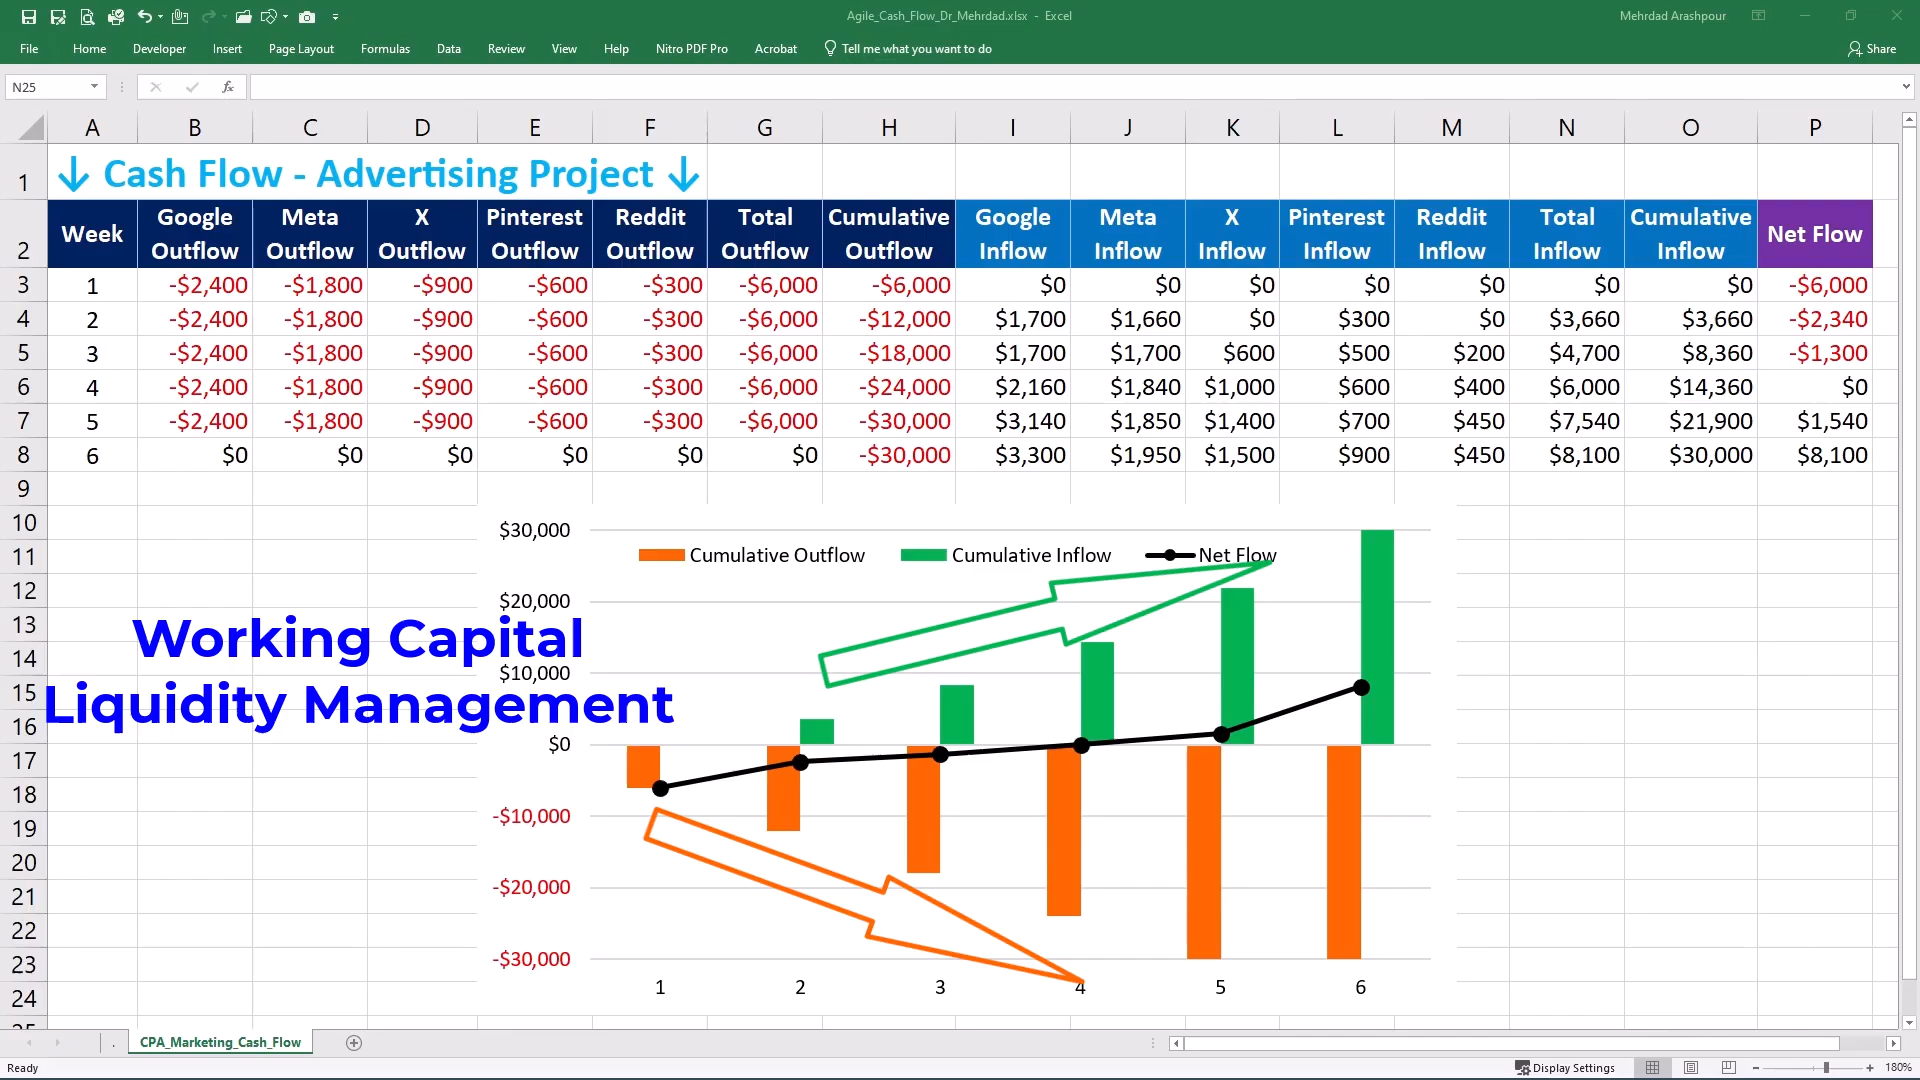 Agile_Cash_Flow_Dr_Mehrdad.xlsx - Excel
Mehrdad Arashpour
File Home Developer Insert Page Layout Formulas Data Review View Help Nitro PDF Pro Acrobat Tell me what you want to do Share
N25 fx
A B C D E F G H I J K L M N O P
1 ↓ Cash Flow - Advertising Project ↓
2 Week Google Outflow Meta Outflow X Outflow Pinterest Outflow Reddit Outflow Total Outflow Cumulative Outflow Google Inflow Meta Inflow X Inflow Pinterest Inflow Reddit Inflow Total Inflow Cumulative Inflow Net Flow
3 1 -$2,400 -$1,800 -$900 -$600 -$300 -$6,000 -$6,000 $0 $0 $0 $0 $0 $0 $0 -$6,000
4 2 -$2,400 -$1,800 -$900 -$600 -$300 -$6,000 -$12,000 $1,700 $1,660 $0 $300 $0 $3,660 $3,660 -$2,340
5 3 -$2,400 -$1,800 -$900 -$600 -$300 -$6,000 -$18,000 $1,700 $1,700 $600 $500 $200 $4,700 $8,360 -$1,300
6 4 -$2,400 -$1,800 -$900 -$600 -$300 -$6,000 -$24,000 $2,160 $1,840 $1,000 $600 $400 $6,000 $14,360 $0
7 5 -$2,400 -$1,800 -$900 -$600 -$300 -$6,000 -$30,000 $3,140 $1,850 $1,400 $700 $450 $7,540 $21,900 $1,540
8 6 $0 $0 $0 $0 $0 $0 -$30,000 $3,300 $1,950 $1,500 $900 $450 $8,100 $30,000 $8,100
9
10
11
12
13
14
15
16
17
18
19
20
21
22
23
24
Working Capital
Liquidity Management
$30,000
Cumulative Outflow Cumulative Inflow Net Flow
$20,000
$10,000
$0
-$10,000
-$20,000
-$30,000
1 2 3 4 5 6
. CPA_Marketing_Cash_Flow
Ready Display Settings 180%